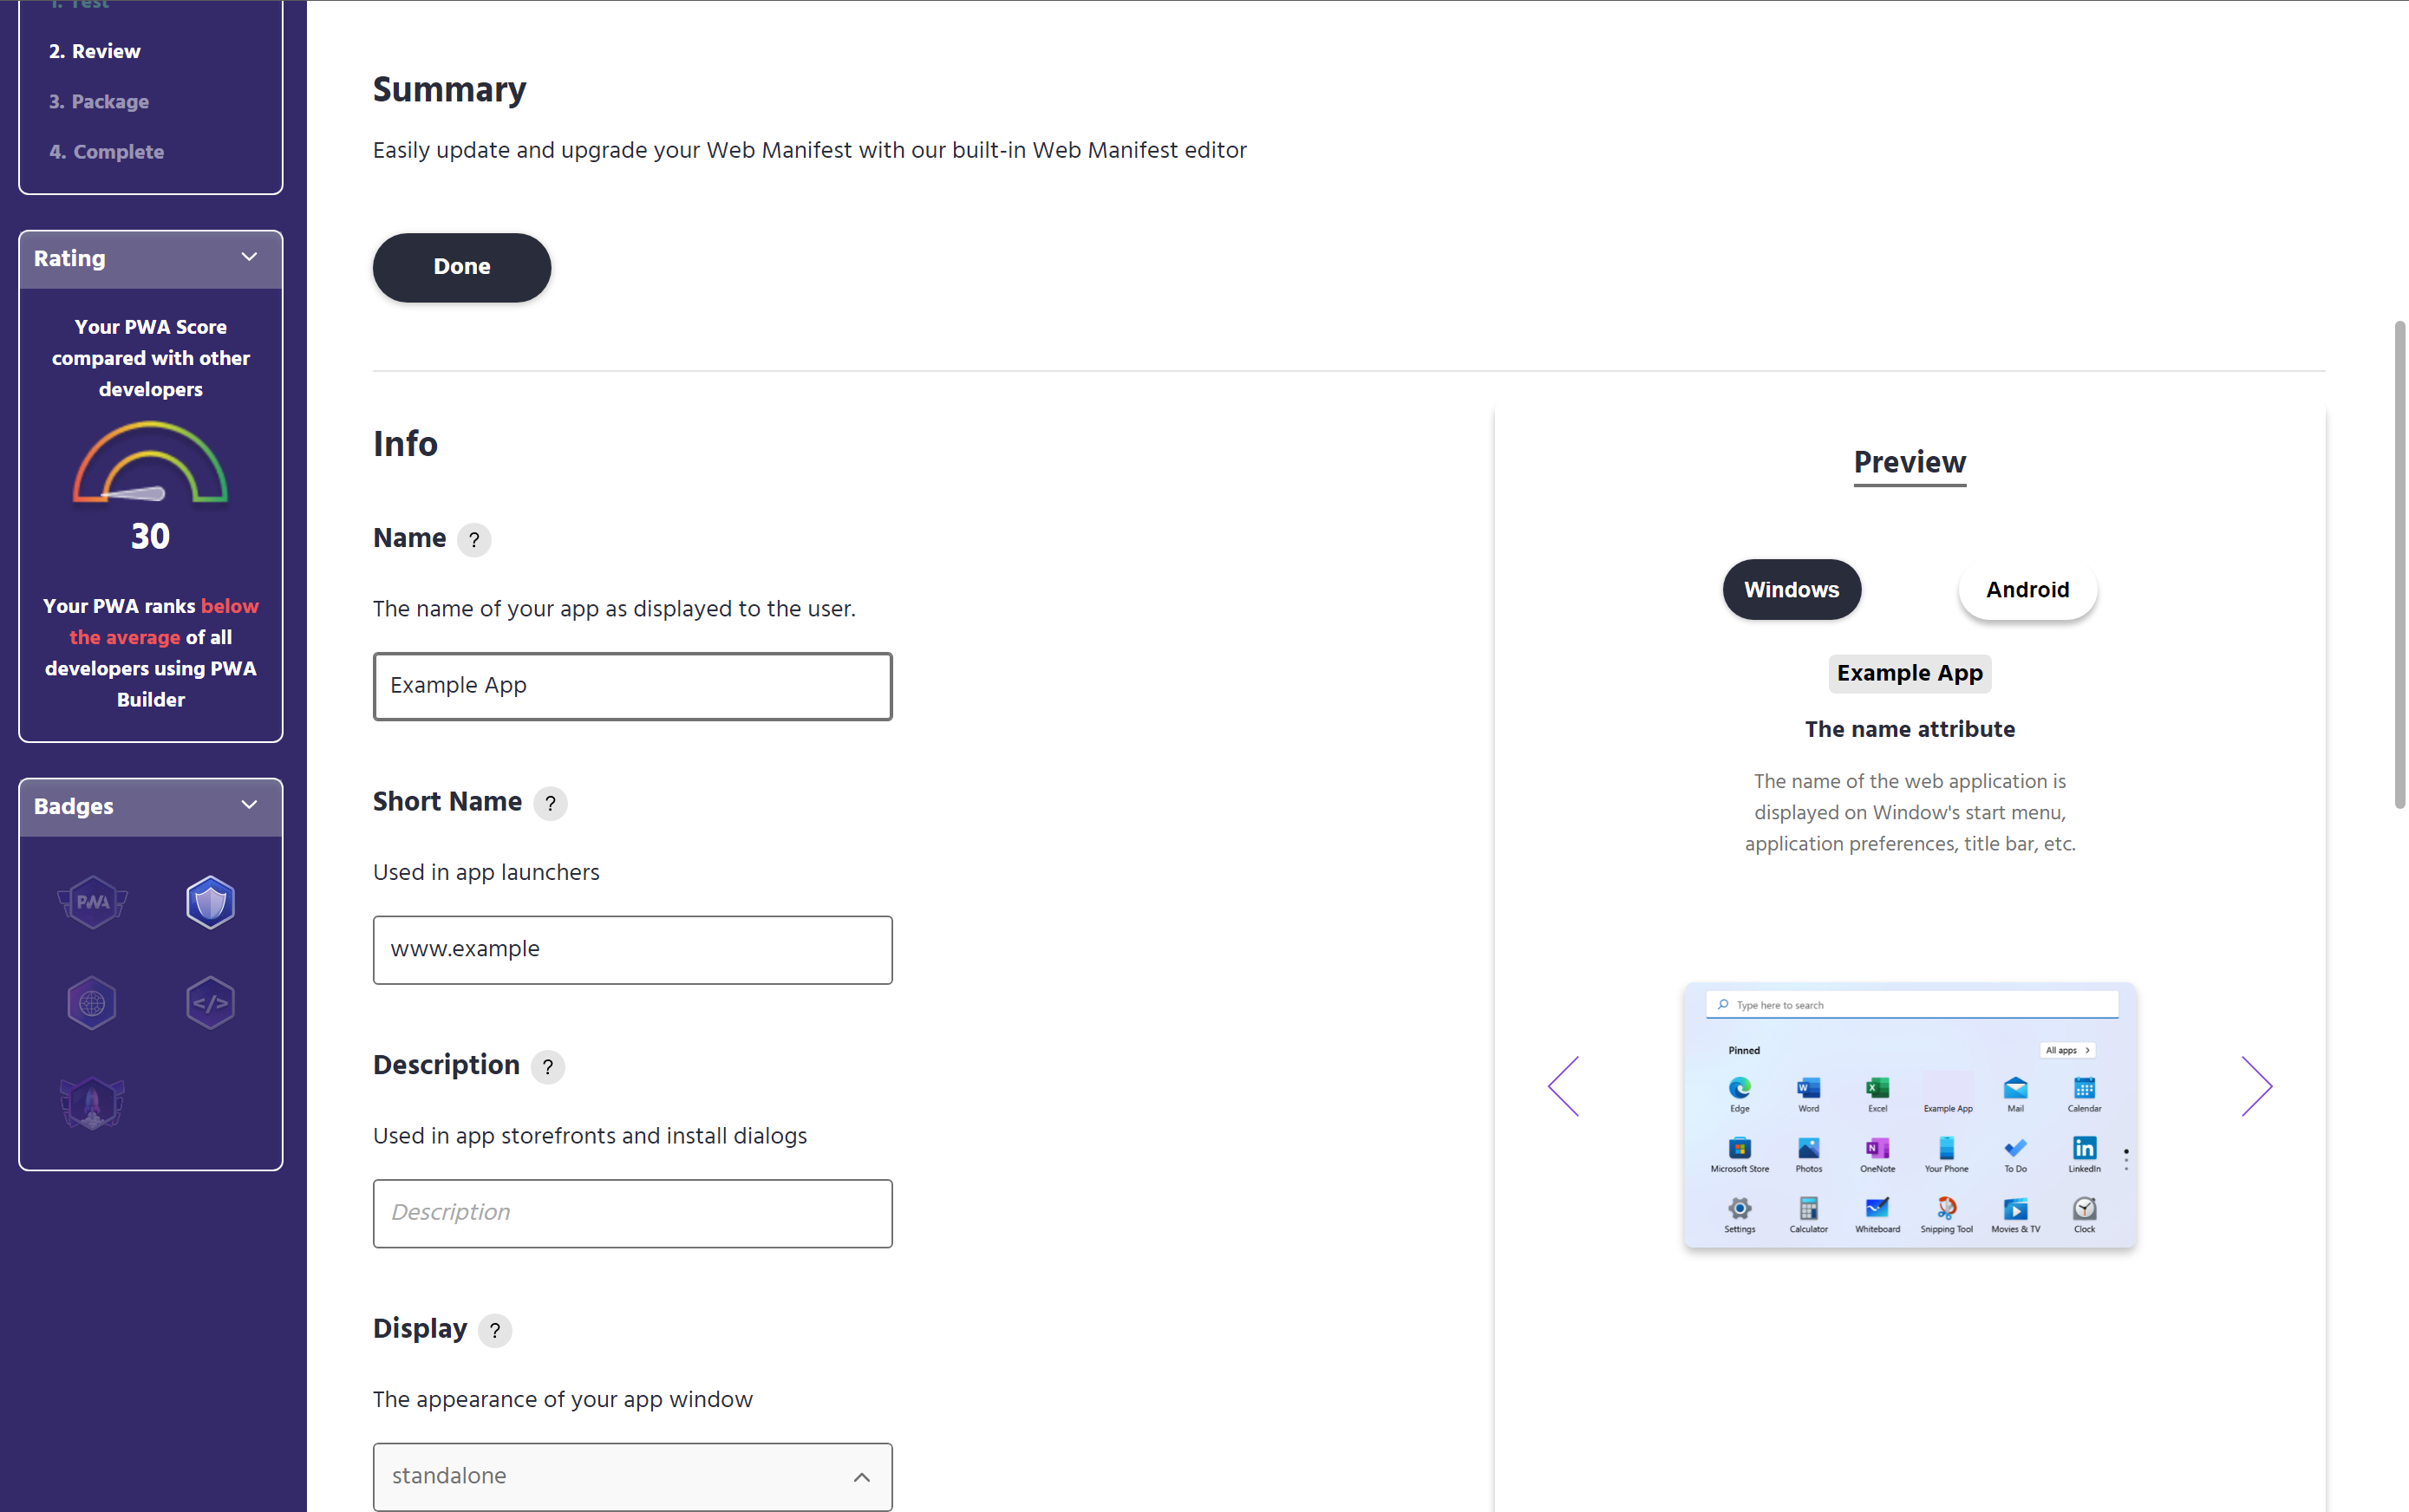 1. Test
2. Review
3. Package
4. Complete
Rating
Your PWA Score
compared with other
developers
30
Your PWA ranks below
the average of all
developers using PWA
Builder
Badges
PWA
</>
Summary
Easily update and upgrade your Web Manifest with our built-in Web Manifest editor
Done
Info
Name ?
The name of your app as displayed to the user.
Example App
Short Name ?
Used in app launchers
www.example
Description ?
Used in app storefronts and install dialogs
Description
Display ?
The appearance of your app window
standalone
Preview
Windows Android
Example App
The name attribute
The name of the web application is
displayed on Window's start menu,
application preferences, title bar, etc.
Type here to search
Pinned All apps >
Edge Word Excel Example App Mail Calendar
Microsoft Store Photos OneNote Your Phone To Do LinkedIn
Settings Calculator Whiteboard Snipping Tool Movies & TV Clock